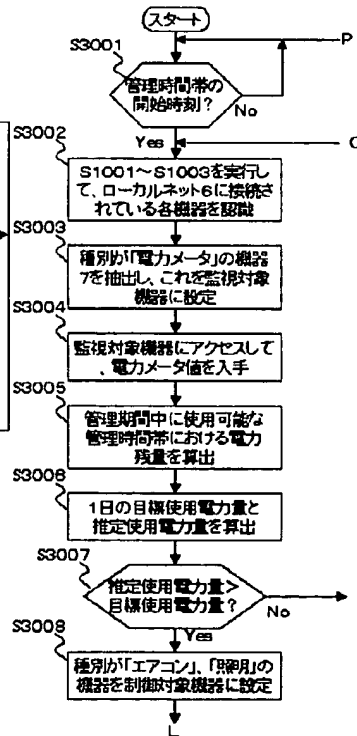 スタート
P
S3001
管理時間帯の
開始時刻?
No
Yes
S3002
S1001~S1003を実行し
て、ローカルネット6に接続さ
れている各機器を認識
S3003
種別が「電力メータ」の機器
7を抽出し、これを監視対象
機器に設定
S3004
監視対象機器にアクセスして
、電力メータ値を入手
S3005
管理期間中に使用可能な
管理時間帯における電力
残量を算出
S3006
1日の目標使用電力量と
推定使用電力量を算出
S3007
推定使用電力量>
目標使用電力量?
No
Yes
S3008
種別が「エアコン」、「照明」の
機器を制御対象機器に設定
L